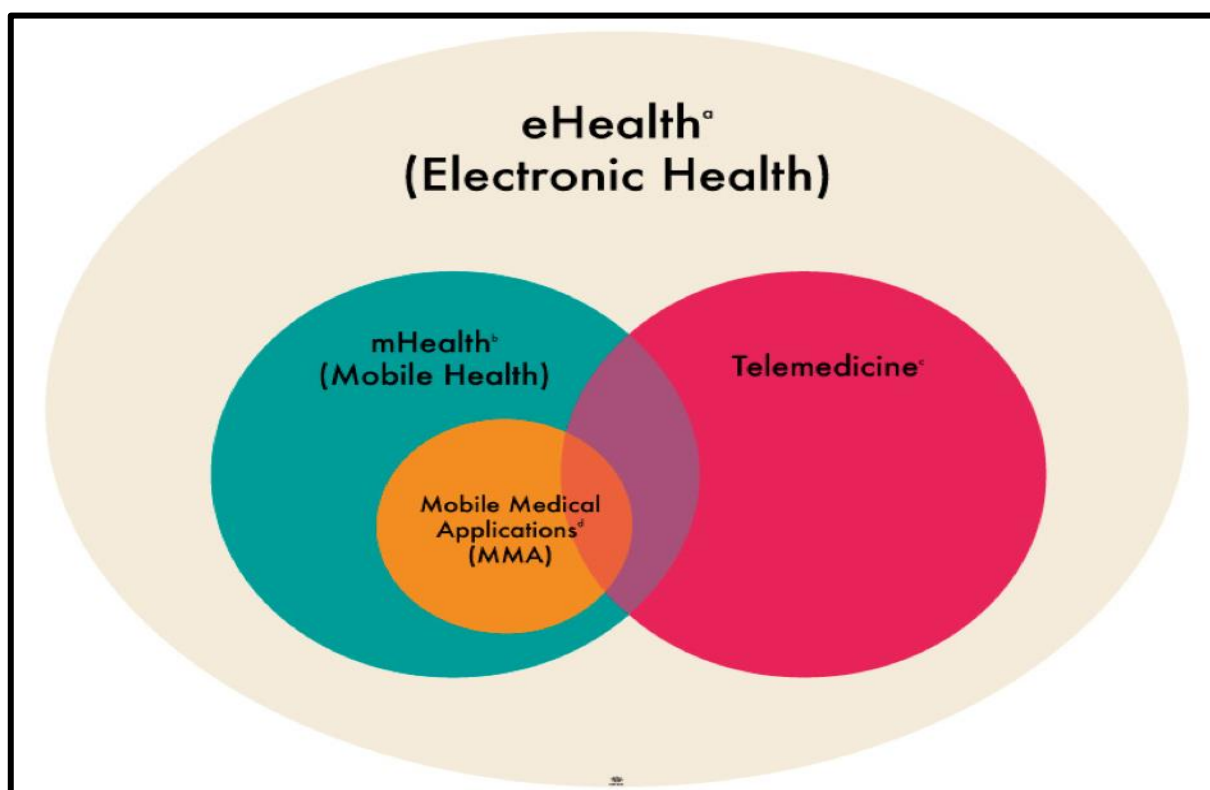 eHealthᵃ
(Electronic Health)
mHealthᵇ
(Mobile Health)
Telemedicineᶜ
Mobile Medical
Applicationsᵈ
(MMA)